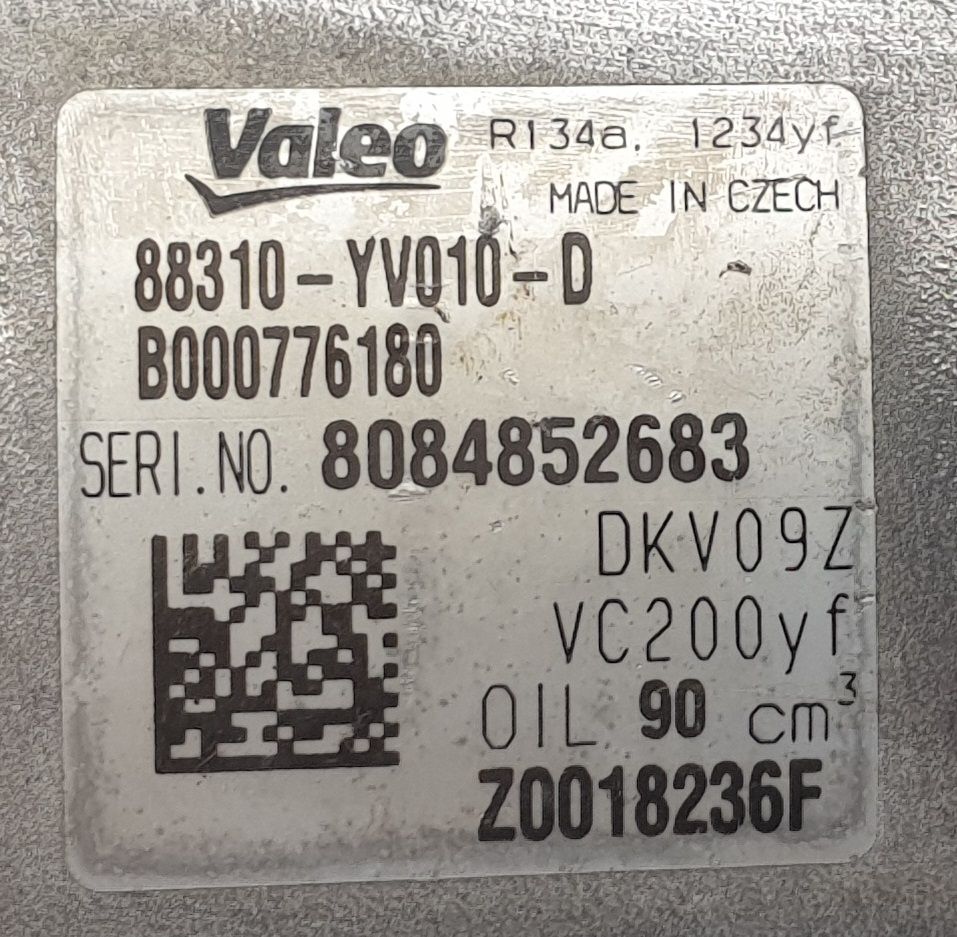 Valeo R134a, 1234yf
MADE IN CZECH
88310-YV010-D
B000776180
SERI.NO. 8084852683
DKV09Z
VC200yf
OIL 90 cm³
Z0018236F